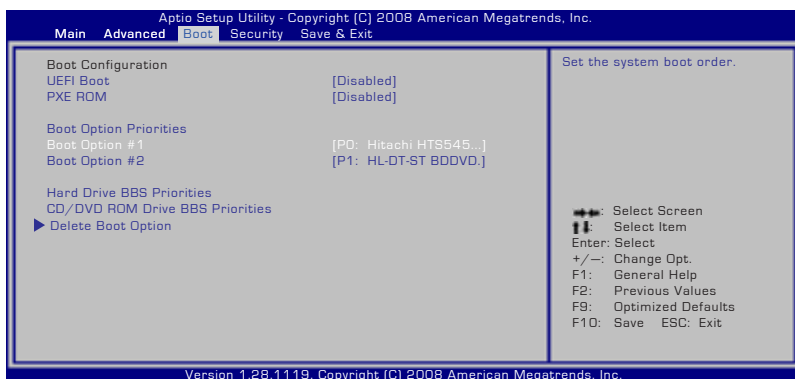 Aptio Setup Utility - Copyright (C) 2008 American Megatrends, Inc.
Main Advanced Boot Security Save & Exit
Boot Configuration
UEFI Boot [Disabled]
PXE ROM [Disabled]
Boot Option Priorities
Boot Option #1 [P0: Hitachi HTS545...]
Boot Option #2 [P1: HL-DT-ST BDDVD.]
Hard Drive BBS Priorities
CD/DVD ROM Drive BBS Priorities
Delete Boot Option
Set the system boot order.
: Select Screen
: Select Item
Enter: Select
+/—: Change Opt.
F1: General Help
F2: Previous Values
F9: Optimized Defaults
F10: Save ESC: Exit
Version 1.28.1119. Copyright (C) 2008 American Megatrends, Inc.